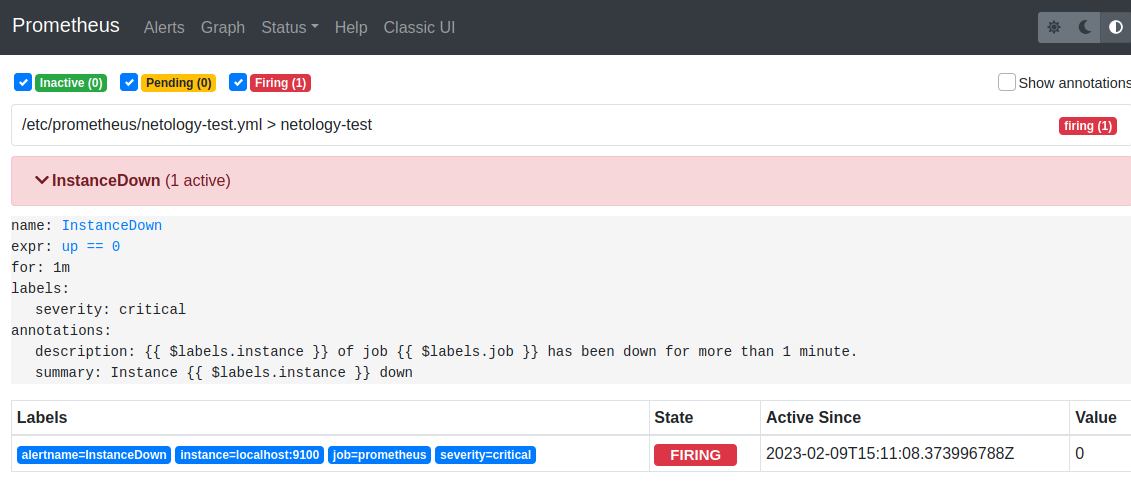 Prometheus Alerts Graph Status Help Classic UI
Inactive (0) Pending (0) Firing (1) Show annotations
/etc/prometheus/netology-test.yml > netology-test firing (1)
InstanceDown (1 active)
name: InstanceDown
expr: up == 0
for: 1m
labels:
severity: critical
annotations:
description: {{ $labels.instance }} of job {{ $labels.job }} has been down for more than 1 minute.
summary: Instance {{ $labels.instance }} down
Labels State Active Since Value
alertname=InstanceDown instance=localhost:9100 job=prometheus severity=critical FIRING 2023-02-09T15:11:08.373996788Z 0